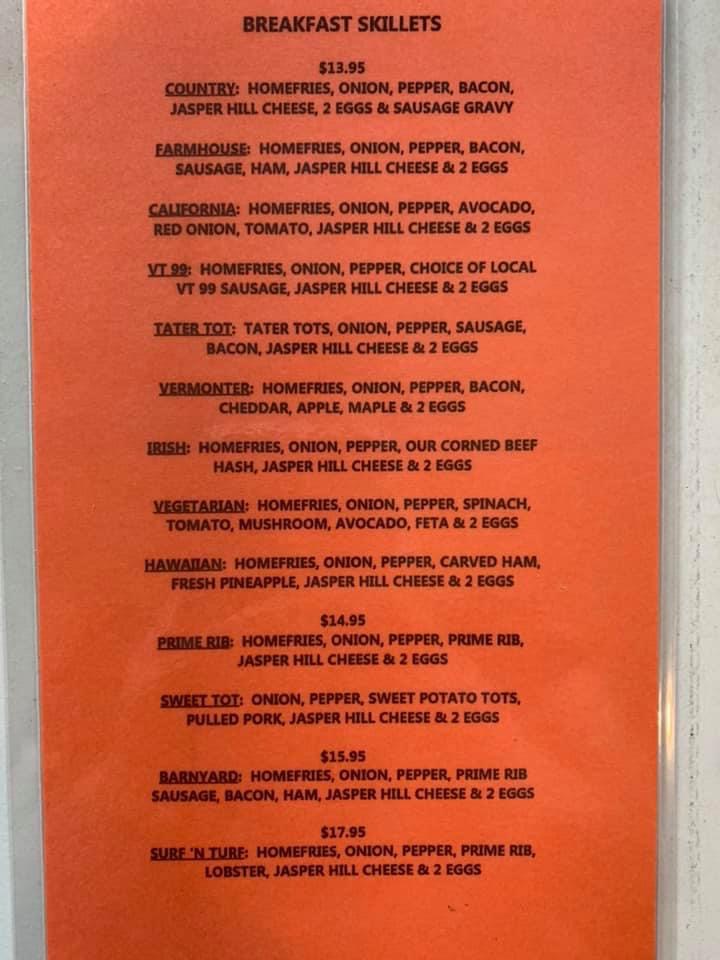 BREAKFAST SKILLETS
$13.95
COUNTRY: HOMEFRIES, ONION, PEPPER, BACON,
JASPER HILL CHEESE, 2 EGGS & SAUSAGE GRAVY
FARMHOUSE: HOMEFRIES, ONION, PEPPER, BACON,
SAUSAGE, HAM, JASPER HILL CHEESE & 2 EGGS
CALIFORNIA: HOMEFRIES, ONION, PEPPER, AVOCADO,
RED ONION, TOMATO, JASPER HILL CHEESE & 2 EGGS
VT 99: HOMEFRIES, ONION, PEPPER, CHOICE OF LOCAL
VT 99 SAUSAGE, JASPER HILL CHEESE & 2 EGGS
TATER TOT: TATER TOTS, ONION, PEPPER, SAUSAGE,
BACON, JASPER HILL CHEESE & 2 EGGS
VERMONTER: HOMEFRIES, ONION, PEPPER, BACON,
CHEDDAR, APPLE, MAPLE & 2 EGGS
IRISH: HOMEFRIES, ONION, PEPPER, OUR CORNED BEEF
HASH, JASPER HILL CHEESE & 2 EGGS
VEGETARIAN: HOMEFRIES, ONION, PEPPER, SPINACH,
TOMATO, MUSHROOM, AVOCADO, FETA & 2 EGGS
HAWAIIAN: HOMEFRIES, ONION, PEPPER, CARVED HAM,
FRESH PINEAPPLE, JASPER HILL CHEESE & 2 EGGS
$14.95
PRIME RIB: HOMEFRIES, ONION, PEPPER, PRIME RIB,
JASPER HILL CHEESE & 2 EGGS
SWEET TOT: ONION, PEPPER, SWEET POTATO TOTS,
PULLED PORK, JASPER HILL CHEESE & 2 EGGS
$15.95
BARNYARD: HOMEFRIES, ONION, PEPPER, PRIME RIB
SAUSAGE, BACON, HAM, JASPER HILL CHEESE & 2 EGGS
$17.95
SURF 'N TURF: HOMEFRIES, ONION, PEPPER, PRIME RIB,
LOBSTER, JASPER HILL CHEESE & 2 EGGS